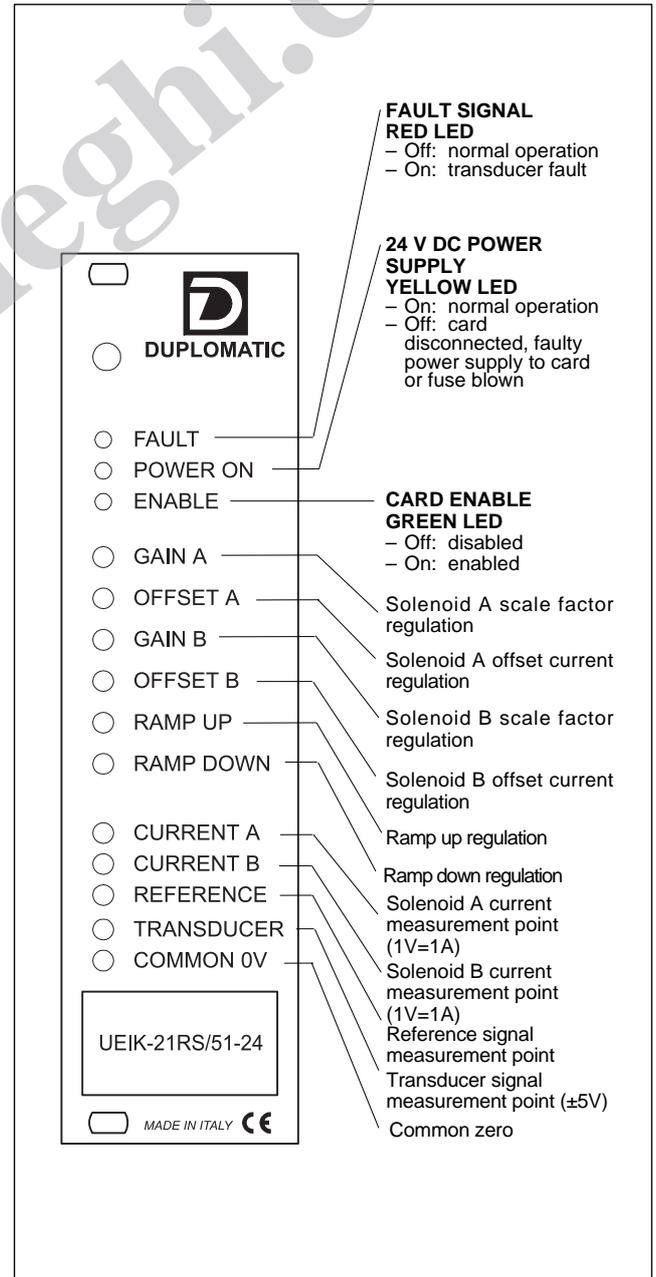 eghi.c
FAULT SIGNAL
RED LED
– Off: normal operation
– On: transducer fault
24 V DC POWER
SUPPLY
YELLOW LED
– On: normal operation
– Off: card
disconnected, faulty
power supply to card
or fuse blown
DUPLOMATIC
FAULT
POWER ON
ENABLE
CARD ENABLE
GREEN LED
– Off: disabled
– On: enabled
GAIN A
OFFSET A
GAIN B
OFFSET B
RAMP UP
RAMP DOWN
Solenoid A scale factor
regulation
Solenoid A offset current
regulation
Solenoid B scale factor
regulation
Solenoid B offset current
regulation
Ramp up regulation
Ramp down regulation
CURRENT A
CURRENT B
REFERENCE
TRANSDUCER
COMMON 0V
Solenoid A current
measurement point
(1V=1A)
Solenoid B current
measurement point
(1V=1A)
Reference signal
measurement point
Transducer signal
measurement point (±5V)
Common zero
UEIK-21RS/51-24
MADE IN ITALY CE